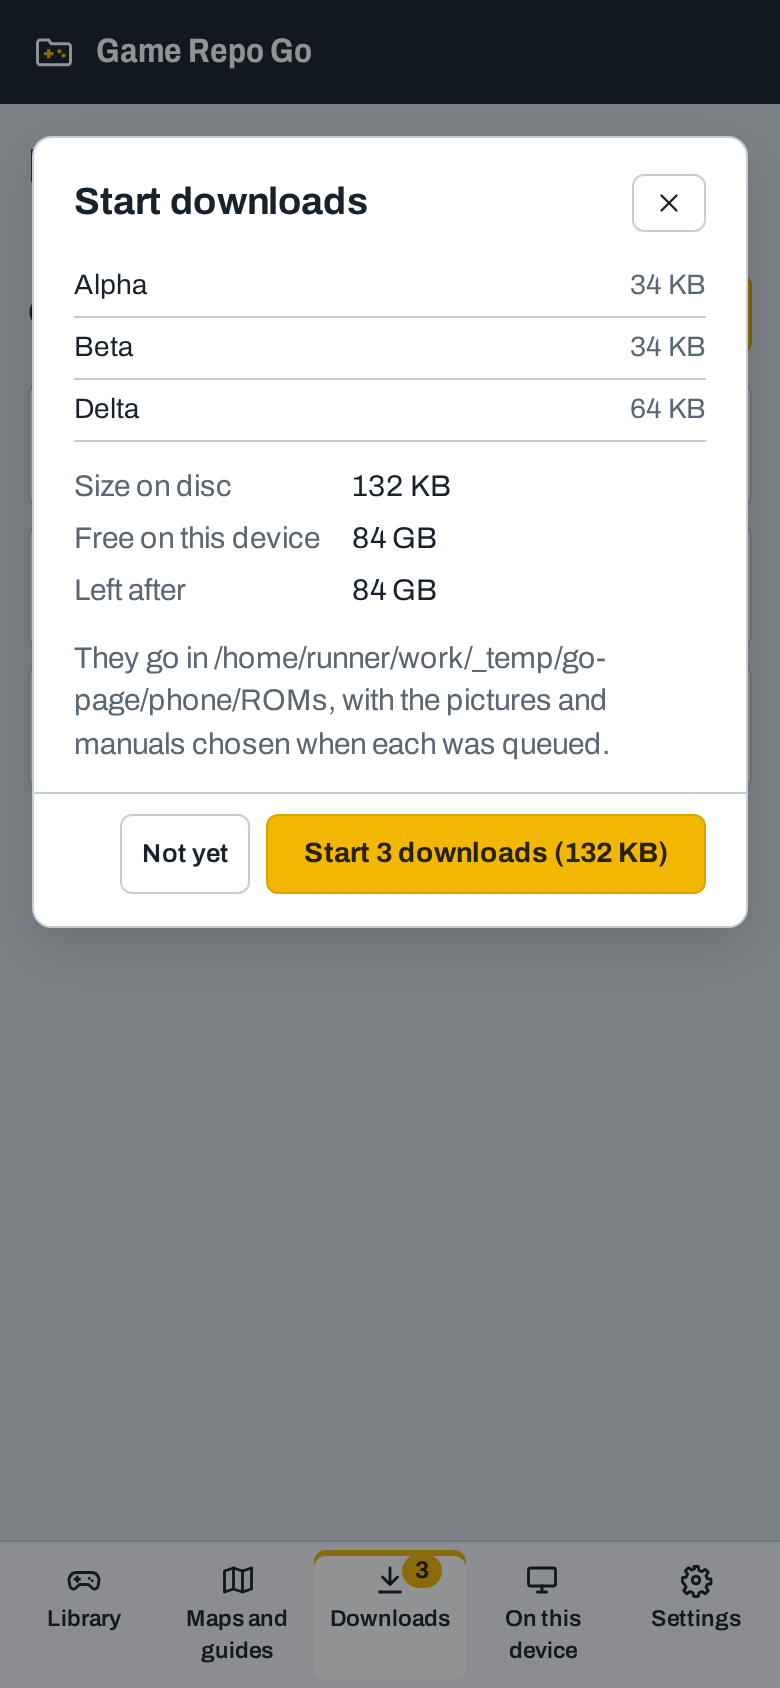 Game Repo Go
Start downloads
Alpha 34 KB
Beta 34 KB
Delta 64 KB
Size on disc 132 KB
Free on this device 84 GB
Left after 84 GB
They go in /home/runner/work/_temp/go-
page/phone/ROMs, with the pictures and
manuals chosen when each was queued.
Not yet
Start 3 downloads (132 KB)
3
Library
Maps and
guides
Downloads
On this
device
Settings